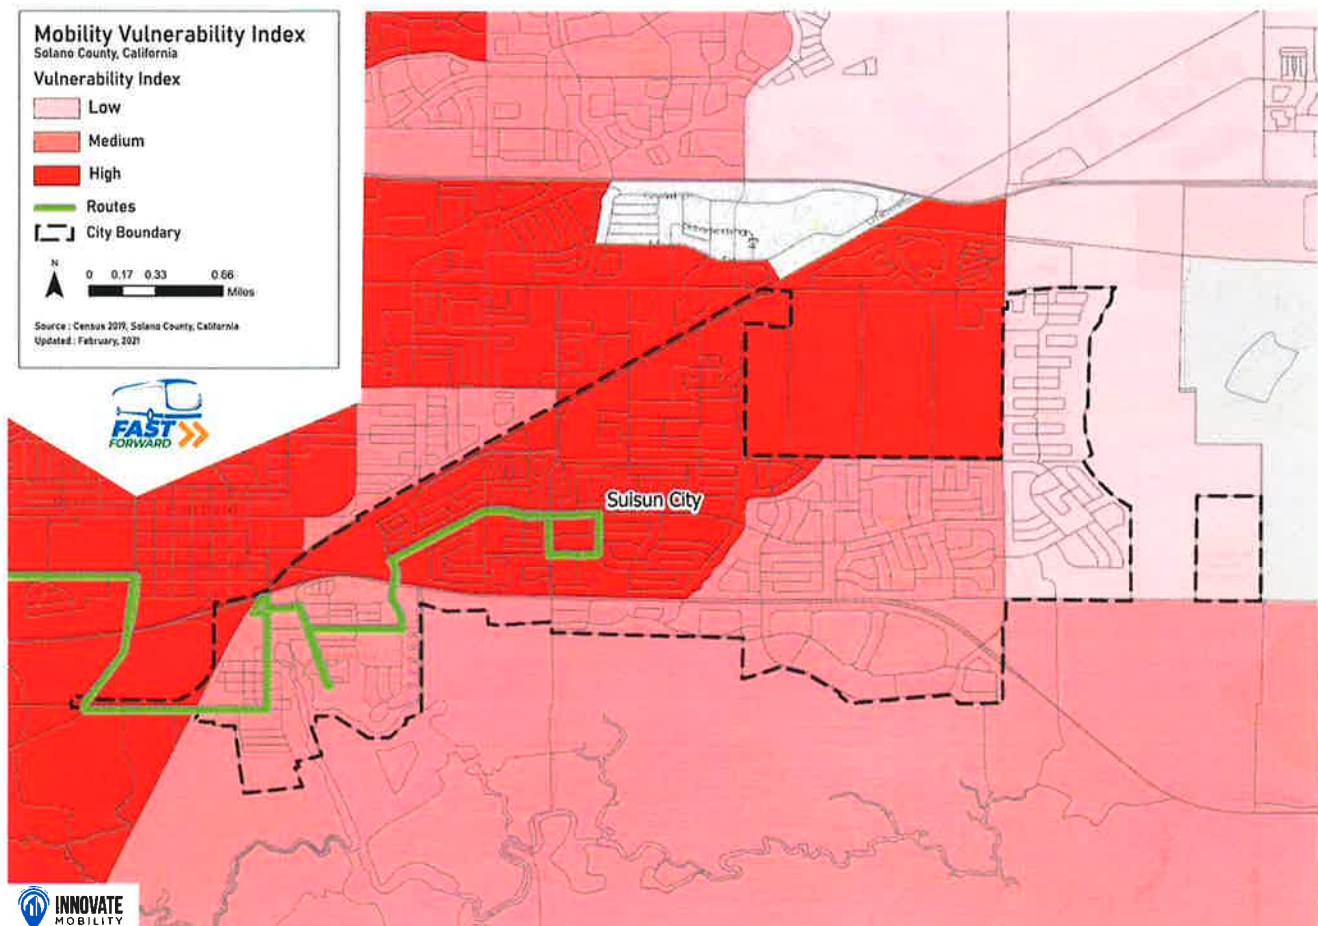 Mobility Vulnerability Index
Solano County, California
Vulnerability Index
Low
Medium
High
Routes
City Boundary
N
0 0.17 0.33 0.66
Miles
Source : Census 2019, Solano County, California
Updated : February, 2021
FAST
FORWARD
Suisun City
INNOVATE
MOBILITY